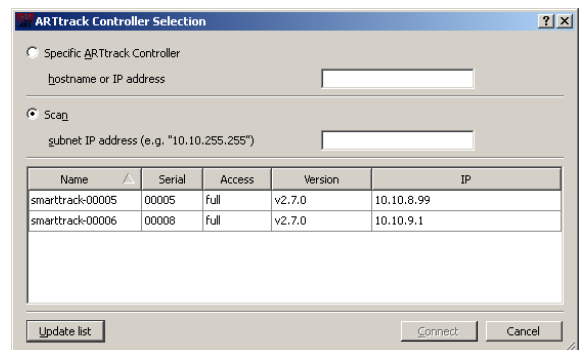 ARTtrack Controller Selection
Specific ARTtrack Controller
hostname or IP address
Scan
subnet IP address (e.g. "10.10.255.255")
Name Serial Access Version IP
smarttrack-00005 00005 full v2.7.0 10.10.8.99
smarttrack-00006 00008 full v2.7.0 10.10.9.1
Update list Connect Cancel